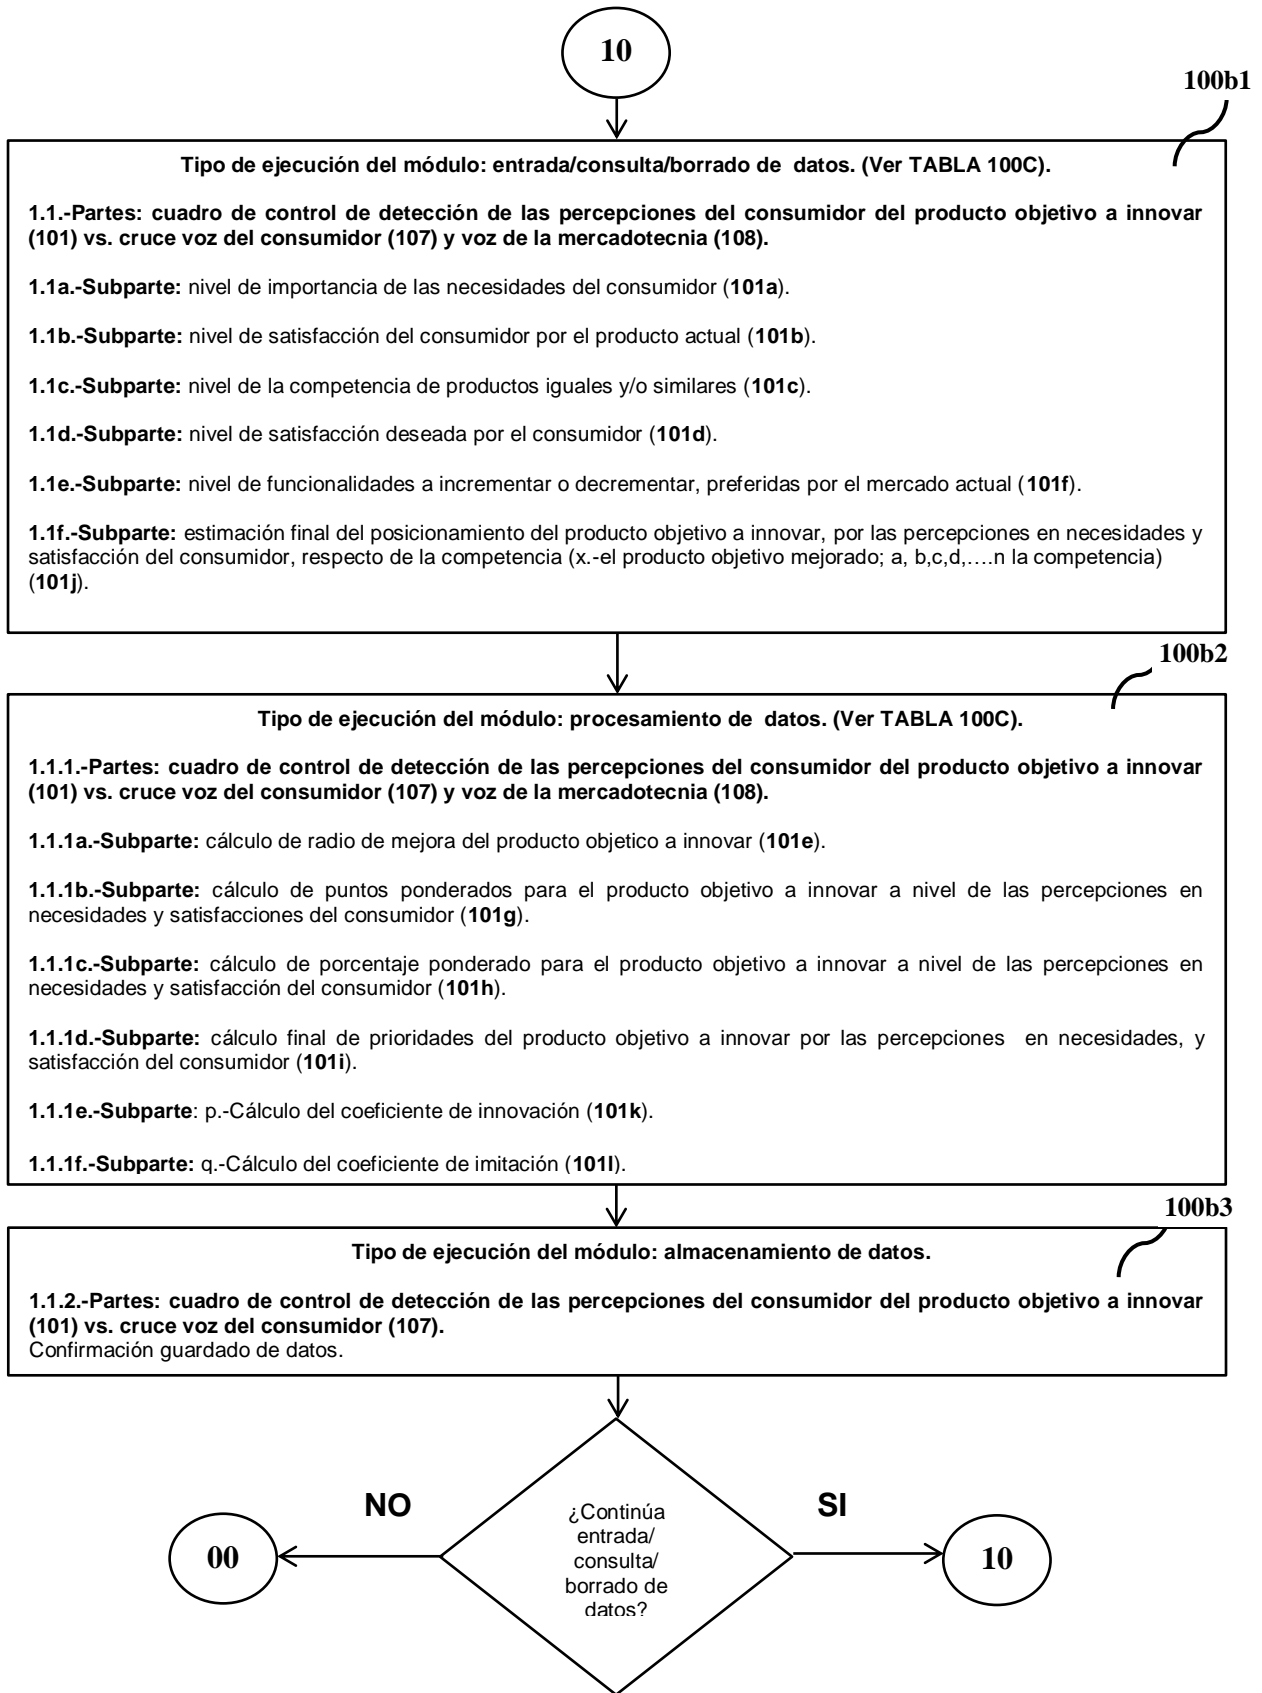 10
100b1
Tipo de ejecución del módulo: entrada/consulta/borrado de datos. (Ver TABLA 100C).
1.1.-Partes: cuadro de control de detección de las percepciones del consumidor del producto objetivo a innovar
(101) vs. cruce voz del consumidor (107) y voz de la mercadotecnia (108).
1.1a.-Subparte: nivel de importancia de las necesidades del consumidor (101a).
1.1b.-Subparte: nivel de satisfacción del consumidor por el producto actual (101b).
1.1c.-Subparte: nivel de la competencia de productos iguales y/o similares (101c).
1.1d.-Subparte: nivel de satisfacción deseada por el consumidor (101d).
1.1e.-Subparte: nivel de funcionalidades a incrementar o decrementar, preferidas por el mercado actual (101f).
1.1f.-Subparte: estimación final del posicionamiento del producto objetivo a innovar, por las percepciones en necesidades y
satisfacción del consumidor, respecto de la competencia (x.-el producto objetivo mejorado; a, b,c,d,….n la competencia)
(101j).
100b2
Tipo de ejecución del módulo: procesamiento de datos. (Ver TABLA 100C).
1.1.1.-Partes: cuadro de control de detección de las percepciones del consumidor del producto objetivo a innovar
(101) vs. cruce voz del consumidor (107) y voz de la mercadotecnia (108).
1.1.1a.-Subparte: cálculo de radio de mejora del producto objetico a innovar (101e).
1.1.1b.-Subparte: cálculo de puntos ponderados para el producto objetivo a innovar a nivel de las percepciones en
necesidades y satisfacciones del consumidor (101g).
1.1.1c.-Subparte: cálculo de porcentaje ponderado para el producto objetivo a innovar a nivel de las percepciones en
necesidades y satisfacción del consumidor (101h).
1.1.1d.-Subparte: cálculo final de prioridades del producto objetivo a innovar por las percepciones en necesidades, y
satisfacción del consumidor (101i).
1.1.1e.-Subparte: p.-Cálculo del coeficiente de innovación (101k).
1.1.1f.-Subparte: q.-Cálculo del coeficiente de imitación (101l).
100b3
Tipo de ejecución del módulo: almacenamiento de datos.
1.1.2.-Partes: cuadro de control de detección de las percepciones del consumidor del producto objetivo a innovar
(101) vs. cruce voz del consumidor (107).
Confirmación guardado de datos.
NO
SI
¿Continúa
entrada/
consulta/
borrado de
datos?
00
10